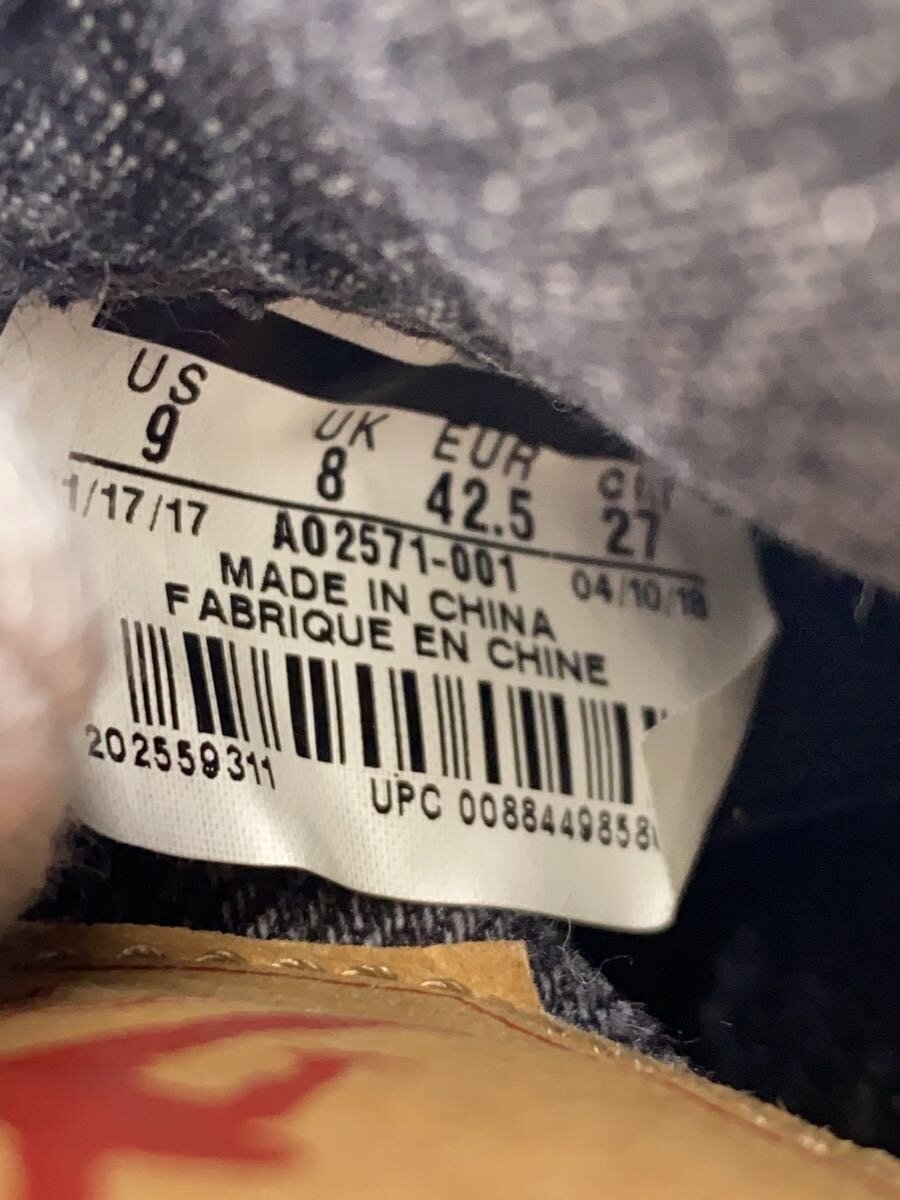 US UK EUR CM
9 8 42.5 27
1/17/17 AO2571-001 04/10/18
MADE IN CHINA
FABRIQUE EN CHINE
20255931
UPC 0088449858